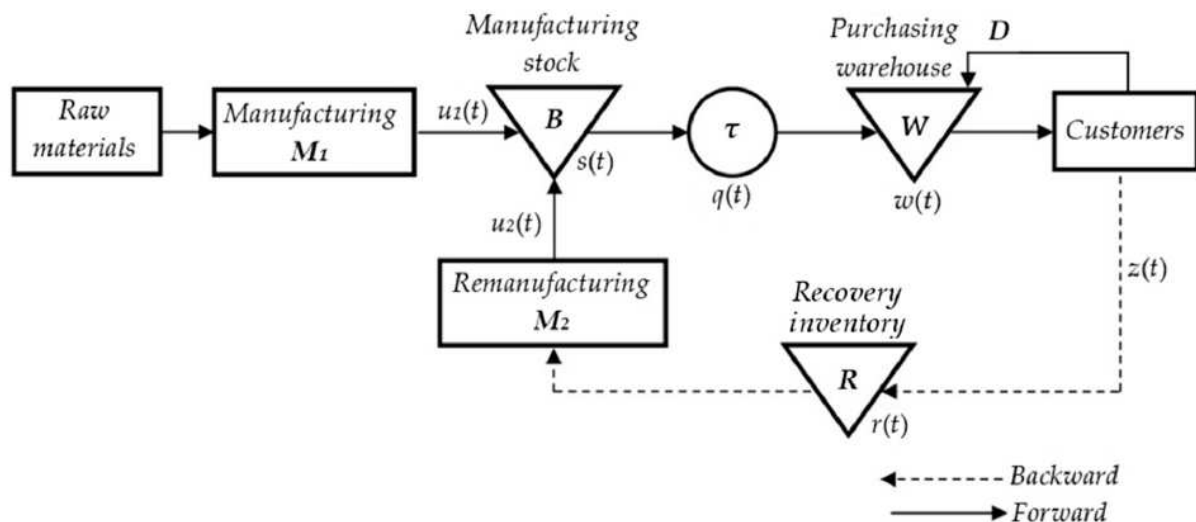 Raw
materials
Manufacturing
M1
u1(t)
Manufacturing
stock
B
s(t)
τ
q(t)
Purchasing
warehouse
D
W
w(t)
Customers
u2(t)
z(t)
Remanufacturing
M2
Recovery
inventory
R
r(t)
Backward
Forward